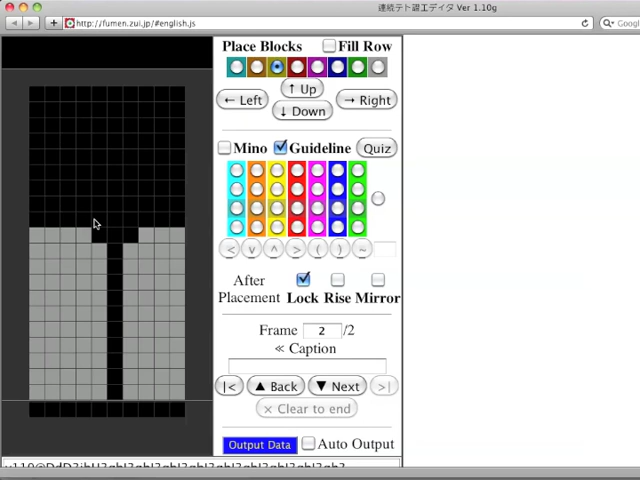 連続テト譜エディタ Ver 1.10g
http://fumen.zui.jp/#english.js
Place Blocks Fill Row
↑ Up
← Left → Right
↓ Down
Mino Guideline Quiz
< v ^ > ( ) ~
After Placement Lock Rise Mirror
Frame 2 /2
≪ Caption
|< ▲ Back ▼ Next >|
× Clear to end
Output Data Auto Output